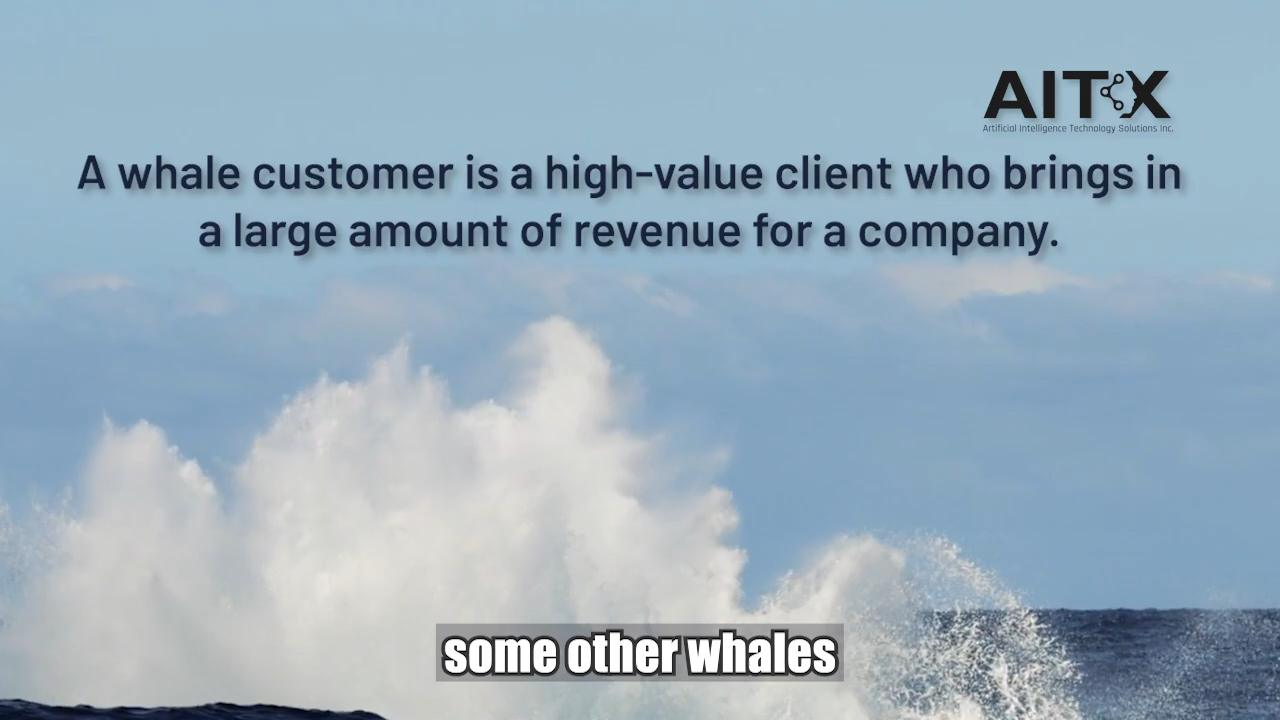 AITX
Artificial Intelligence Technology Solutions Inc.
A whale customer is a high-value client who brings in
a large amount of revenue for a company.
some other whales